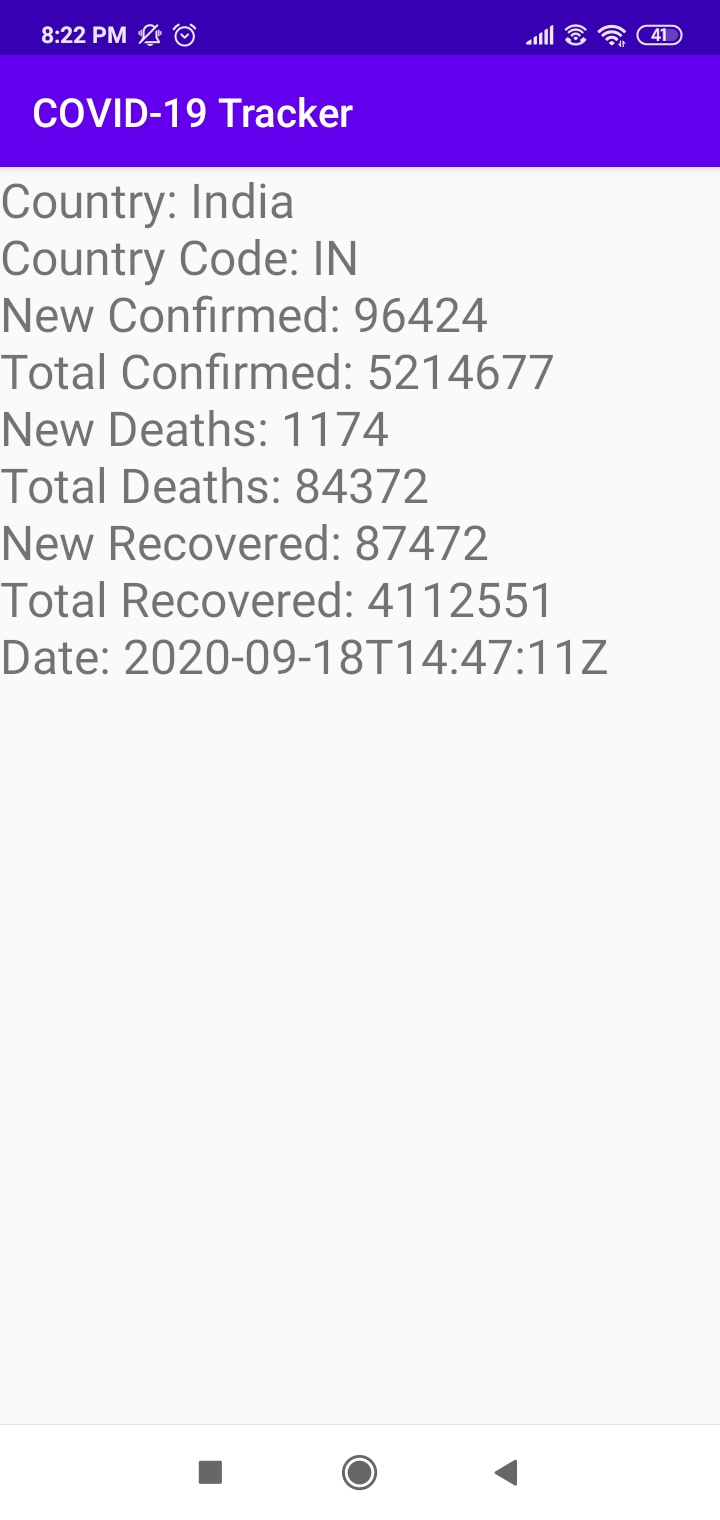 8:22 PM 41
COVID-19 Tracker
Country: India
Country Code: IN
New Confirmed: 96424
Total Confirmed: 5214677
New Deaths: 1174
Total Deaths: 84372
New Recovered: 87472
Total Recovered: 4112551
Date: 2020-09-18T14:47:11Z